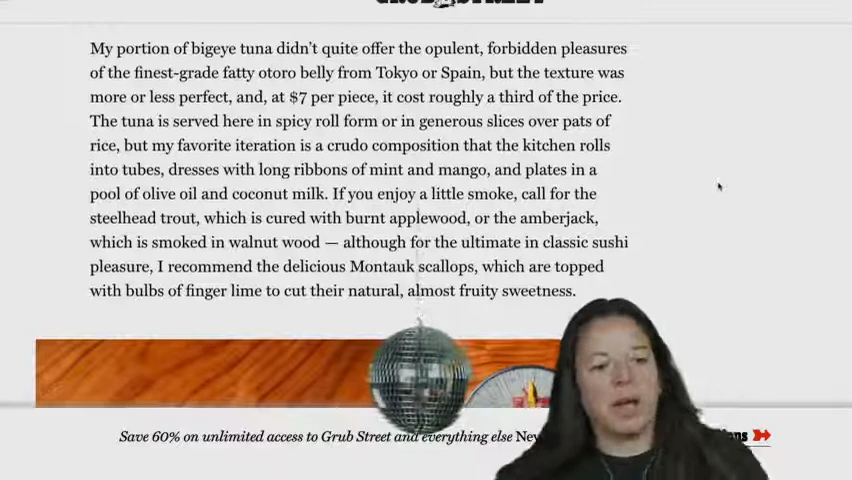 GRUB STREET
My portion of bigeye tuna didn't quite offer the opulent, forbidden pleasures
of the finest-grade fatty otoro belly from Tokyo or Spain, but the texture was
more or less perfect, and, at $7 per piece, it cost roughly a third of the price.
The tuna is served here in spicy roll form or in generous slices over pats of
rice, but my favorite iteration is a crudo composition that the kitchen rolls
into tubes, dresses with long ribbons of mint and mango, and plates in a
pool of olive oil and coconut milk. If you enjoy a little smoke, call for the
steelhead trout, which is cured with burnt applewood, or the amberjack,
which is smoked in walnut wood — although for the ultimate in classic sushi
pleasure, I recommend the delicious Montauk scallops, which are topped
with bulbs of finger lime to cut their natural, almost fruity sweetness.
Save 60% on unlimited access to Grub Street and everything else